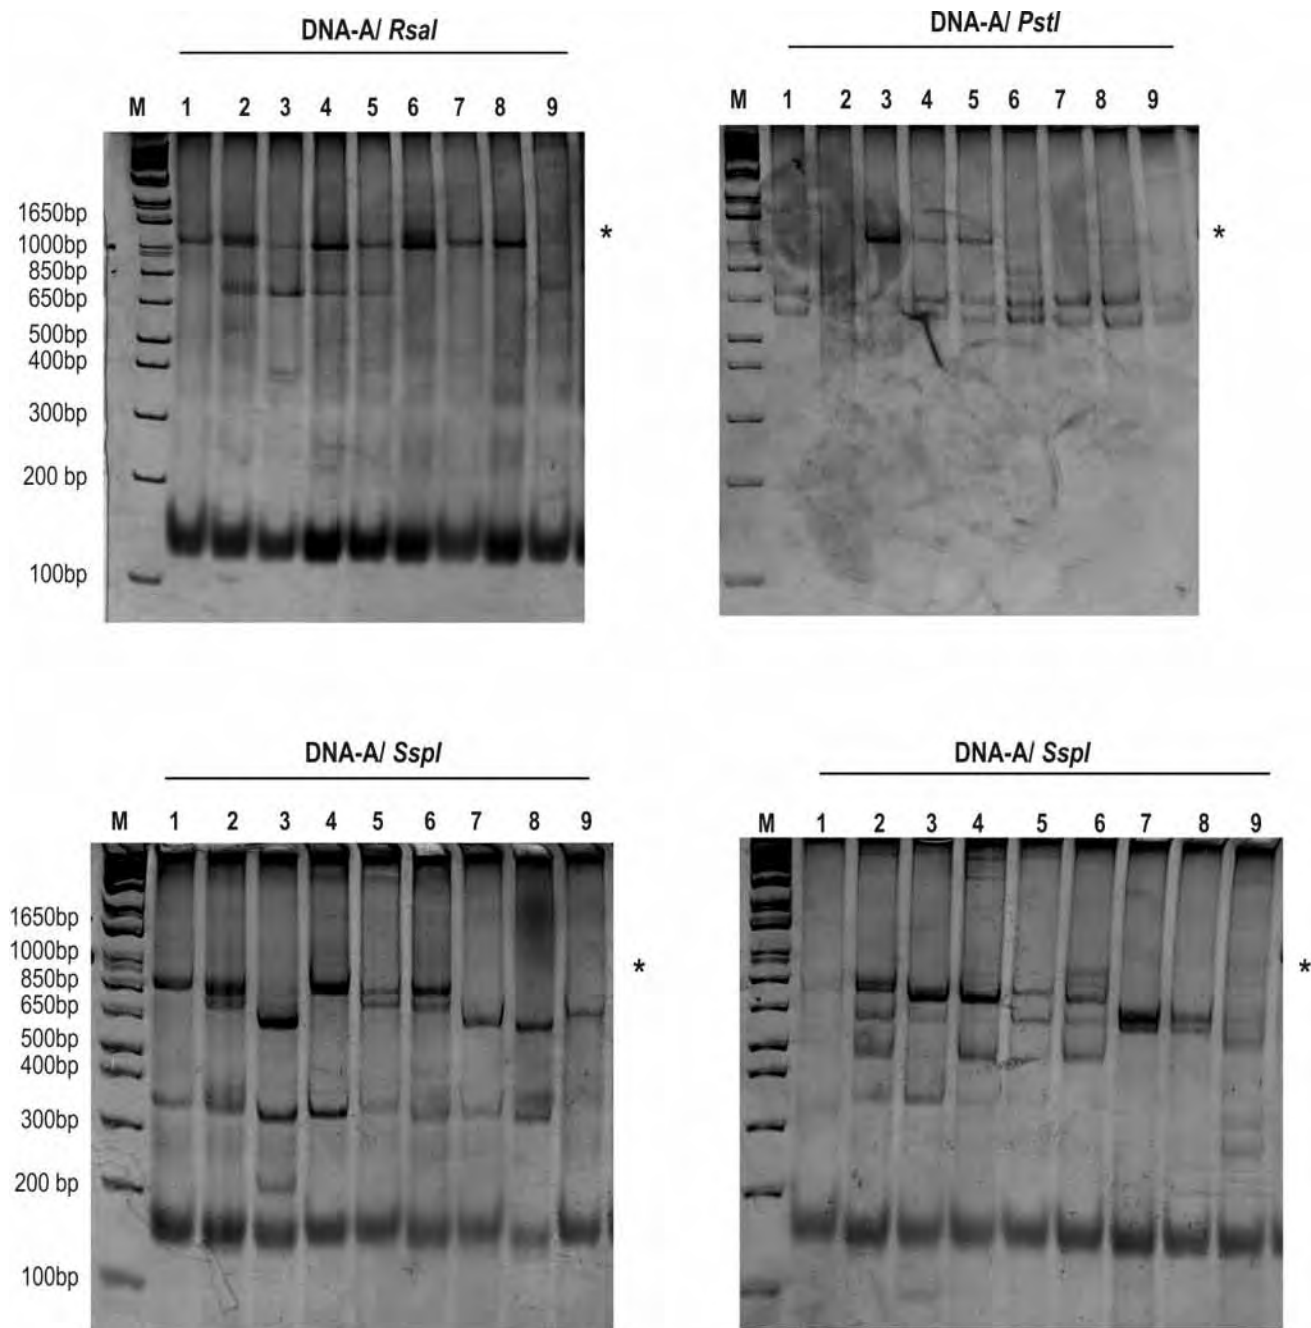 DNA-A/ RsaI
M 1 2 3 4 5 6 7 8 9
1650bp
1000bp
850bp
650bp
500bp
400bp
300bp
200 bp
100bp
*
DNA-A/ PstI
M 1 2 3 4 5 6 7 8 9
*
DNA-A/ SspI
M 1 2 3 4 5 6 7 8 9
1650bp
1000bp
850bp
650bp
500bp
400bp
300bp
200 bp
100bp
*
DNA-A/ SspI
M 1 2 3 4 5 6 7 8 9
*